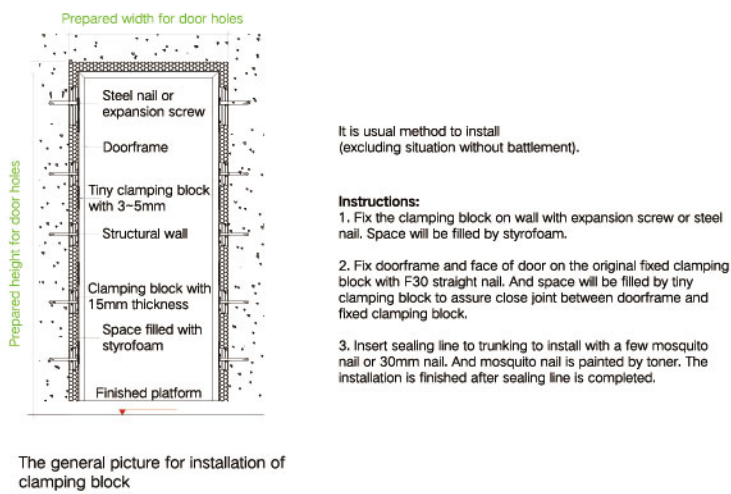 Prepared width for door holes
Prepared height for door holes
Steel nail or
expansion screw
Doorframe
Tiny clamping block
with 3~5mm
Structural wall
Clamping block with
15mm thickness
Space filled with
styrofoam
Finished platform
The general picture for installation of
clamping block
It is usual method to install
(excluding situation without battlement).
Instructions:
1. Fix the clamping block on wall with expansion screw or steel
nail. Space will be filled by styrofoam.
2. Fix doorframe and face of door on the original fixed clamping
block with F30 straight nail. And space will be filled by tiny
clamping block to assure close joint between doorframe and
fixed clamping block.
3. Insert sealing line to trunking to install with a few mosquito
nail or 30mm nail. And mosquito nail is painted by toner. The
installation is finished after sealing line is completed.